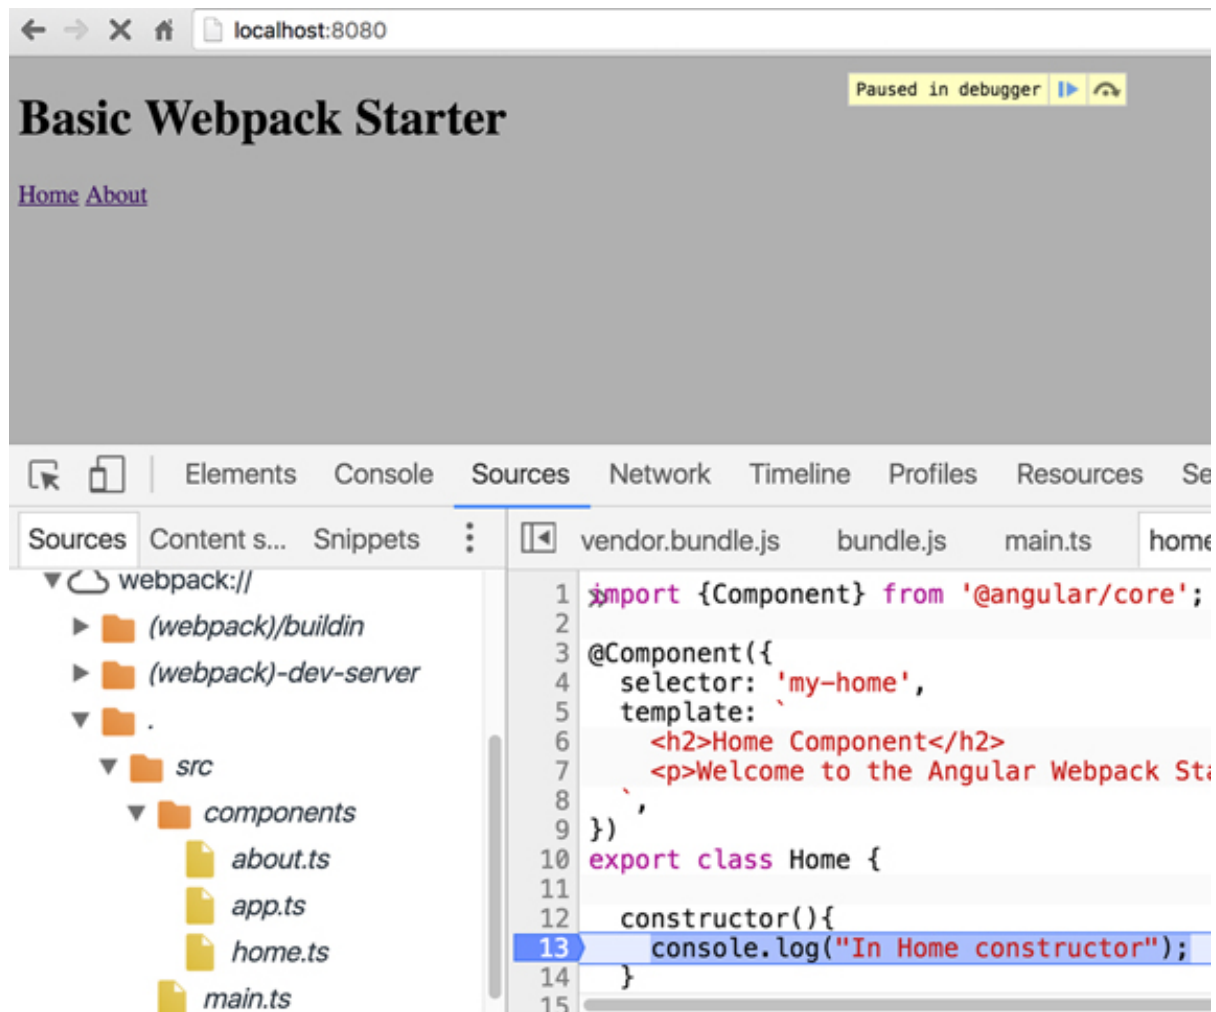 localhost:8080
Paused in debugger
Basic Webpack Starter
Home About
Elements Console Sources Network Timeline Profiles Resources Se
Sources Content s... Snippets
vendor.bundle.js bundle.js main.ts home
webpack://
(webpack)/buildin
(webpack)-dev-server
.
src
components
about.ts
app.ts
home.ts
main.ts
1 import {Component} from '@angular/core';
2
3 @Component({
4 selector: 'my-home',
5 template: `
6 <h2>Home Component</h2>
7 <p>Welcome to the Angular Webpack Sta
8 `,
9 })
10 export class Home {
11
12 constructor(){
13 console.log("In Home constructor");
14 }
15